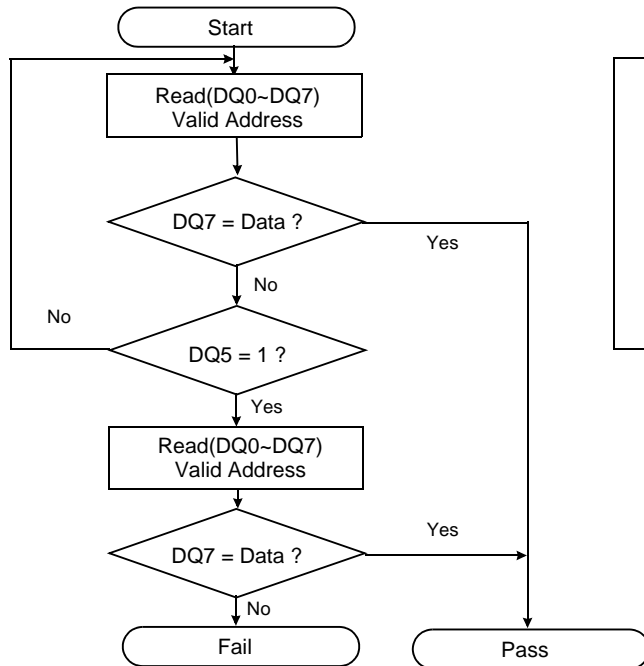 Start
Read(DQ0~DQ7)
Valid Address
DQ7 = Data ?
Yes
No
No
DQ5 = 1 ?
Yes
Read(DQ0~DQ7)
Valid Address
DQ7 = Data ?
Yes
No
Fail
Pass